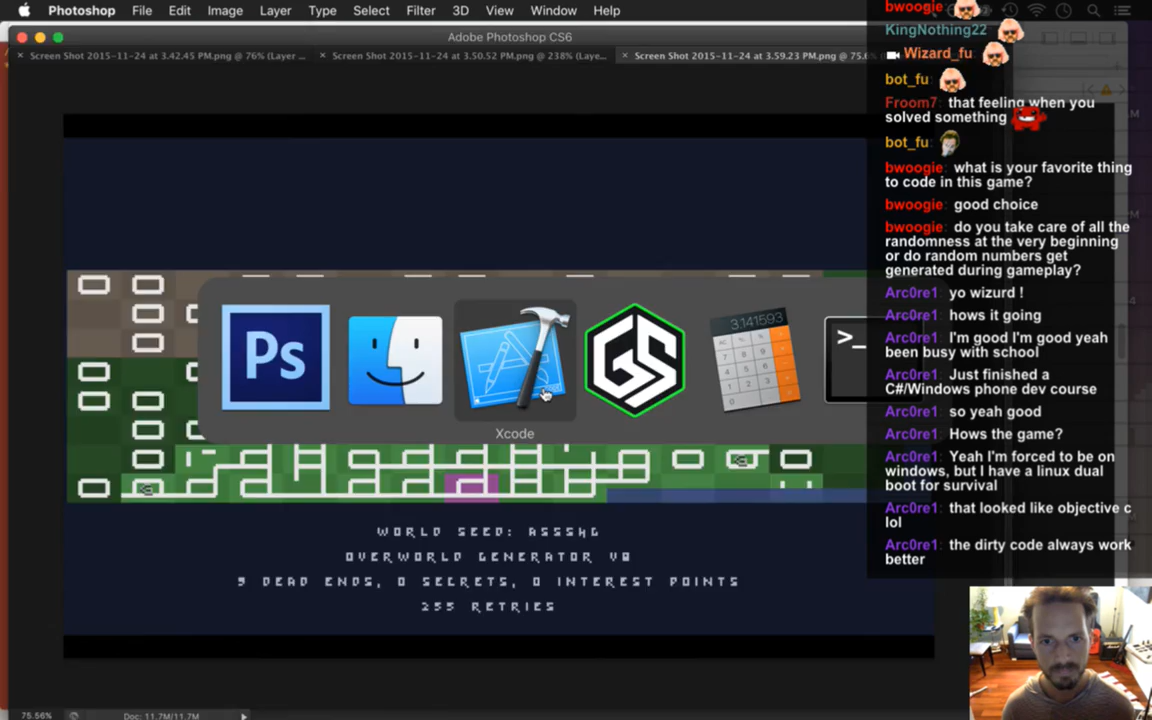 Photoshop File Edit Image Layer Type Select Filter 3D View Window Help
Adobe Photoshop CS6
Screen Shot 2015-11-24 at 3.42.45 PM.png @ 76% (Layer ...
Screen Shot 2015-11-24 at 3.50.52 PM.png @ 238% (Laye...
Screen Shot 2015-11-24 at 3.59.23 PM.png @ 75.6%
Ps
GS
3.141593
>_
Xcode
WORLD SEED: ASSSHG
OVERWORLD GENERATOR V8
9 DEAD ENDS, 0 SECRETS, 0 INTEREST POINTS
255 RETRIES
75.56%
Doc: 11.7M/11.7M
bwoogie:
KingNothing22
Wizard_fu:
bot_fu:
Froom7: that feeling when you
solved something
bot_fu:
bwoogie: what is your favorite thing
to code in this game?
bwoogie: good choice
bwoogie: do you take care of all the
randomness at the very beginning
or do random numbers get
generated during gameplay?
Arc0re1: yo wizurd !
Arc0re1: hows it going
Arc0re1: I'm good I'm good yeah
been busy with school
Arc0re1: Just finished a
C#/Windows phone dev course
Arc0re1: so yeah good
Arc0re1: Hows the game?
Arc0re1: Yeah I'm forced to be on
windows, but I have a linux dual
boot for survival
Arc0re1: that looked like objective c
lol
Arc0re1: the dirty code always work
better